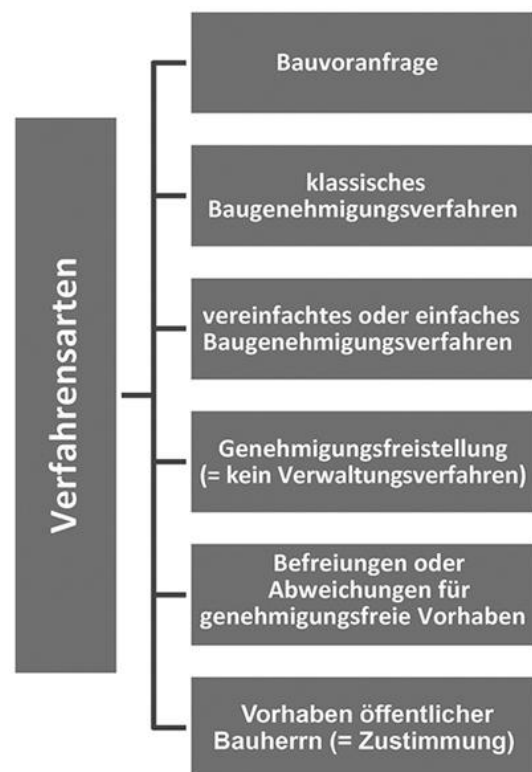 Verfahrensarten
Bauvoranfrage
klassisches
Baugenehmigungsverfahren
vereinfachtes oder einfaches
Baugenehmigungsverfahren
Genehmigungsfreistellung
(= kein Verwaltungsverfahren)
Befreiungen oder
Abweichungen für
genehmigungsfreie Vorhaben
Vorhaben öffentlicher
Bauherrn (= Zustimmung)